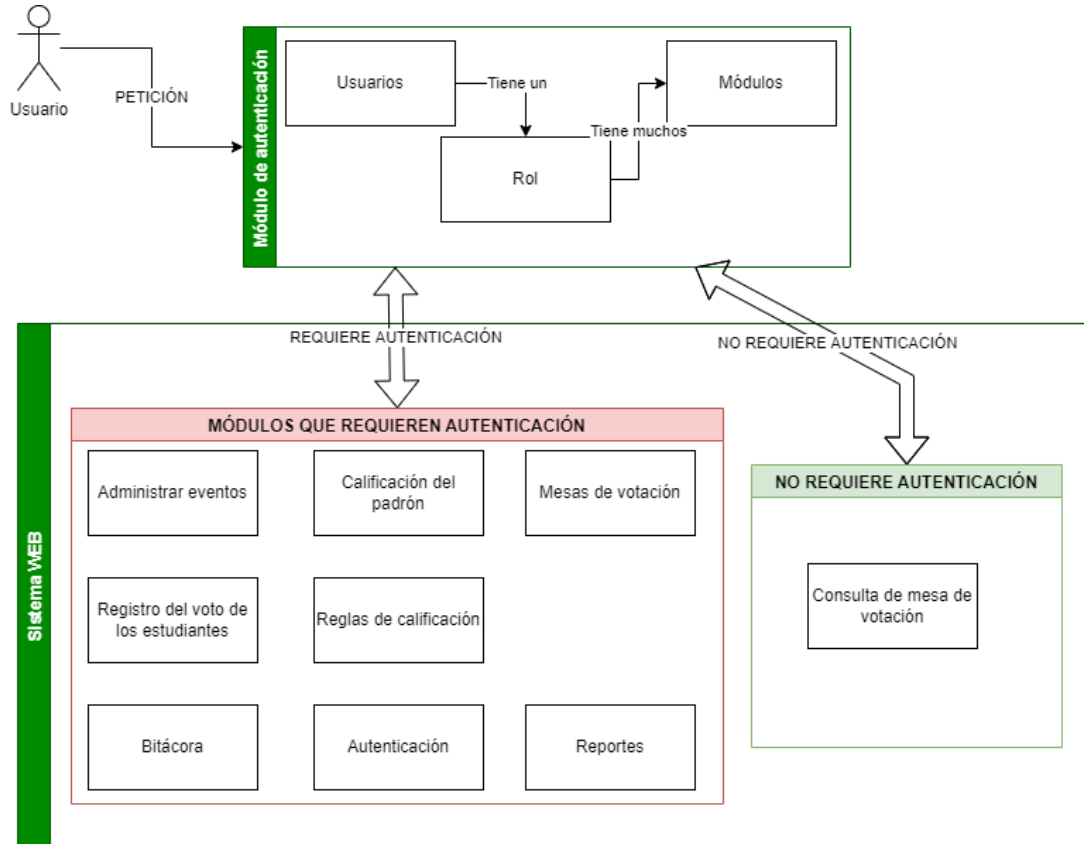 Usuario
PETICIÓN
Módulo de autenticación
Usuarios
Tiene un
Rol
Tiene muchos
Módulos
REQUIERE AUTENTICACIÓN
NO REQUIERE AUTENTICACIÓN
Sistema WEB
MÓDULOS QUE REQUIEREN AUTENTICACIÓN
Administrar eventos
Calificación del
padrón
Mesas de votación
Registro del voto de
los estudiantes
Reglas de calificación
Bitácora
Autenticación
Reportes
NO REQUIERE AUTENTICACIÓN
Consulta de mesa de
votación